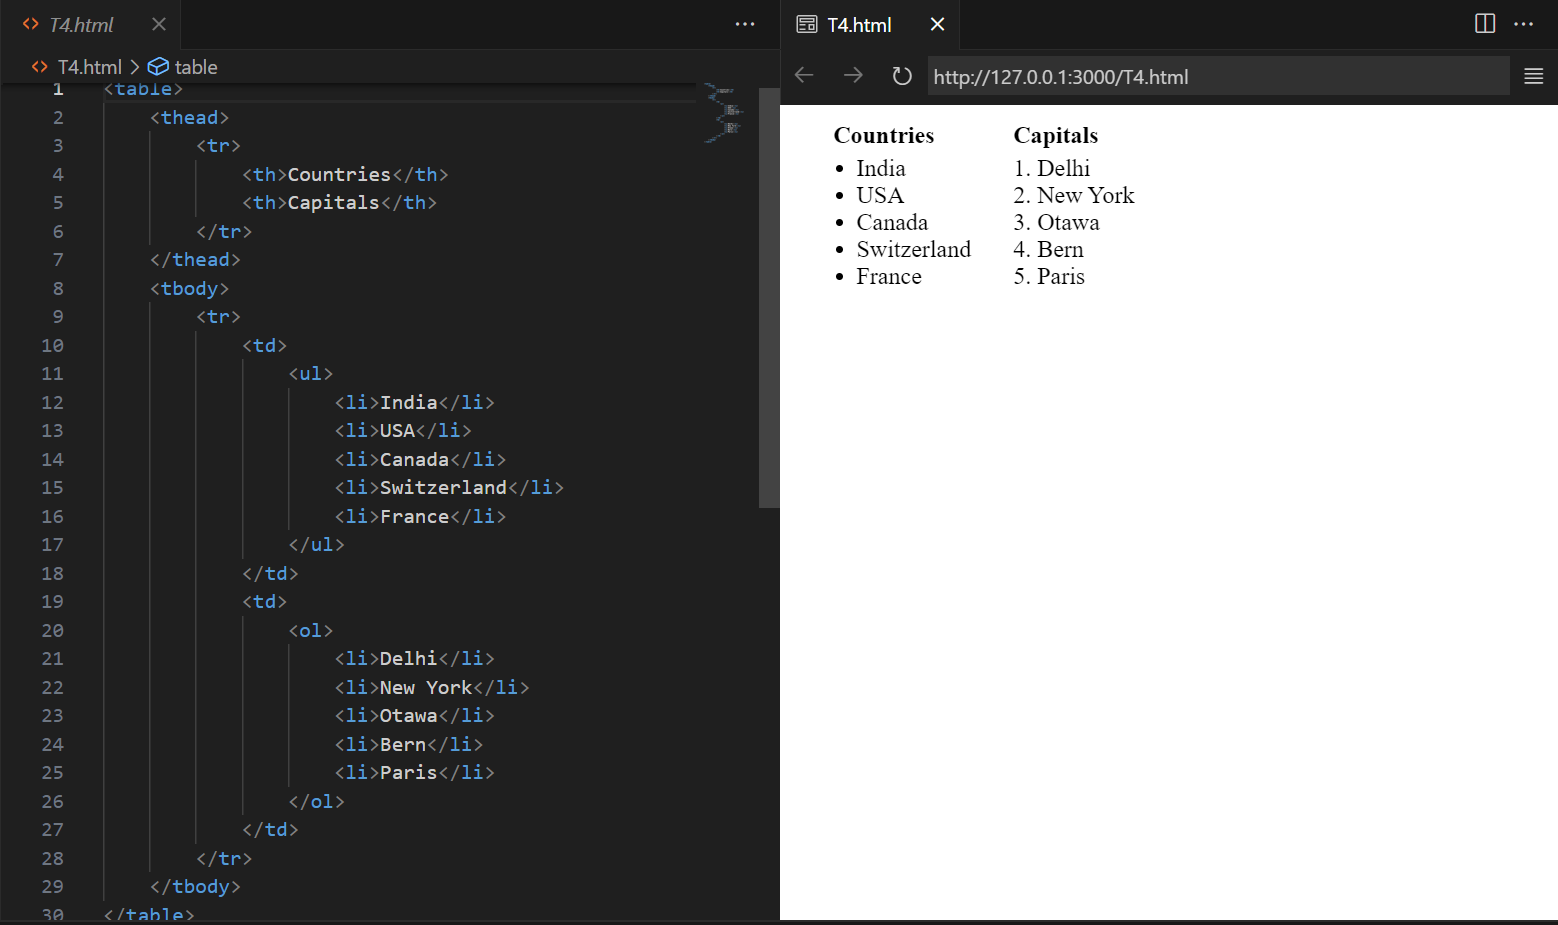 T4.html
T4.html > table
1 <table>
2 <thead>
3 <tr>
4 <th>Countries</th>
5 <th>Capitals</th>
6 </tr>
7 </thead>
8 <tbody>
9 <tr>
10 <td>
11 <ul>
12 <li>India</li>
13 <li>USA</li>
14 <li>Canada</li>
15 <li>Switzerland</li>
16 <li>France</li>
17 </ul>
18 </td>
19 <td>
20 <ol>
21 <li>Delhi</li>
22 <li>New York</li>
23 <li>Otawa</li>
24 <li>Bern</li>
25 <li>Paris</li>
26 </ol>
27 </td>
28 </tr>
29 </tbody>
30 </table>
T4.html
http://127.0.0.1:3000/T4.html
Countries Capitals
• India 1. Delhi
• USA 2. New York
• Canada 3. Otawa
• Switzerland 4. Bern
• France 5. Paris